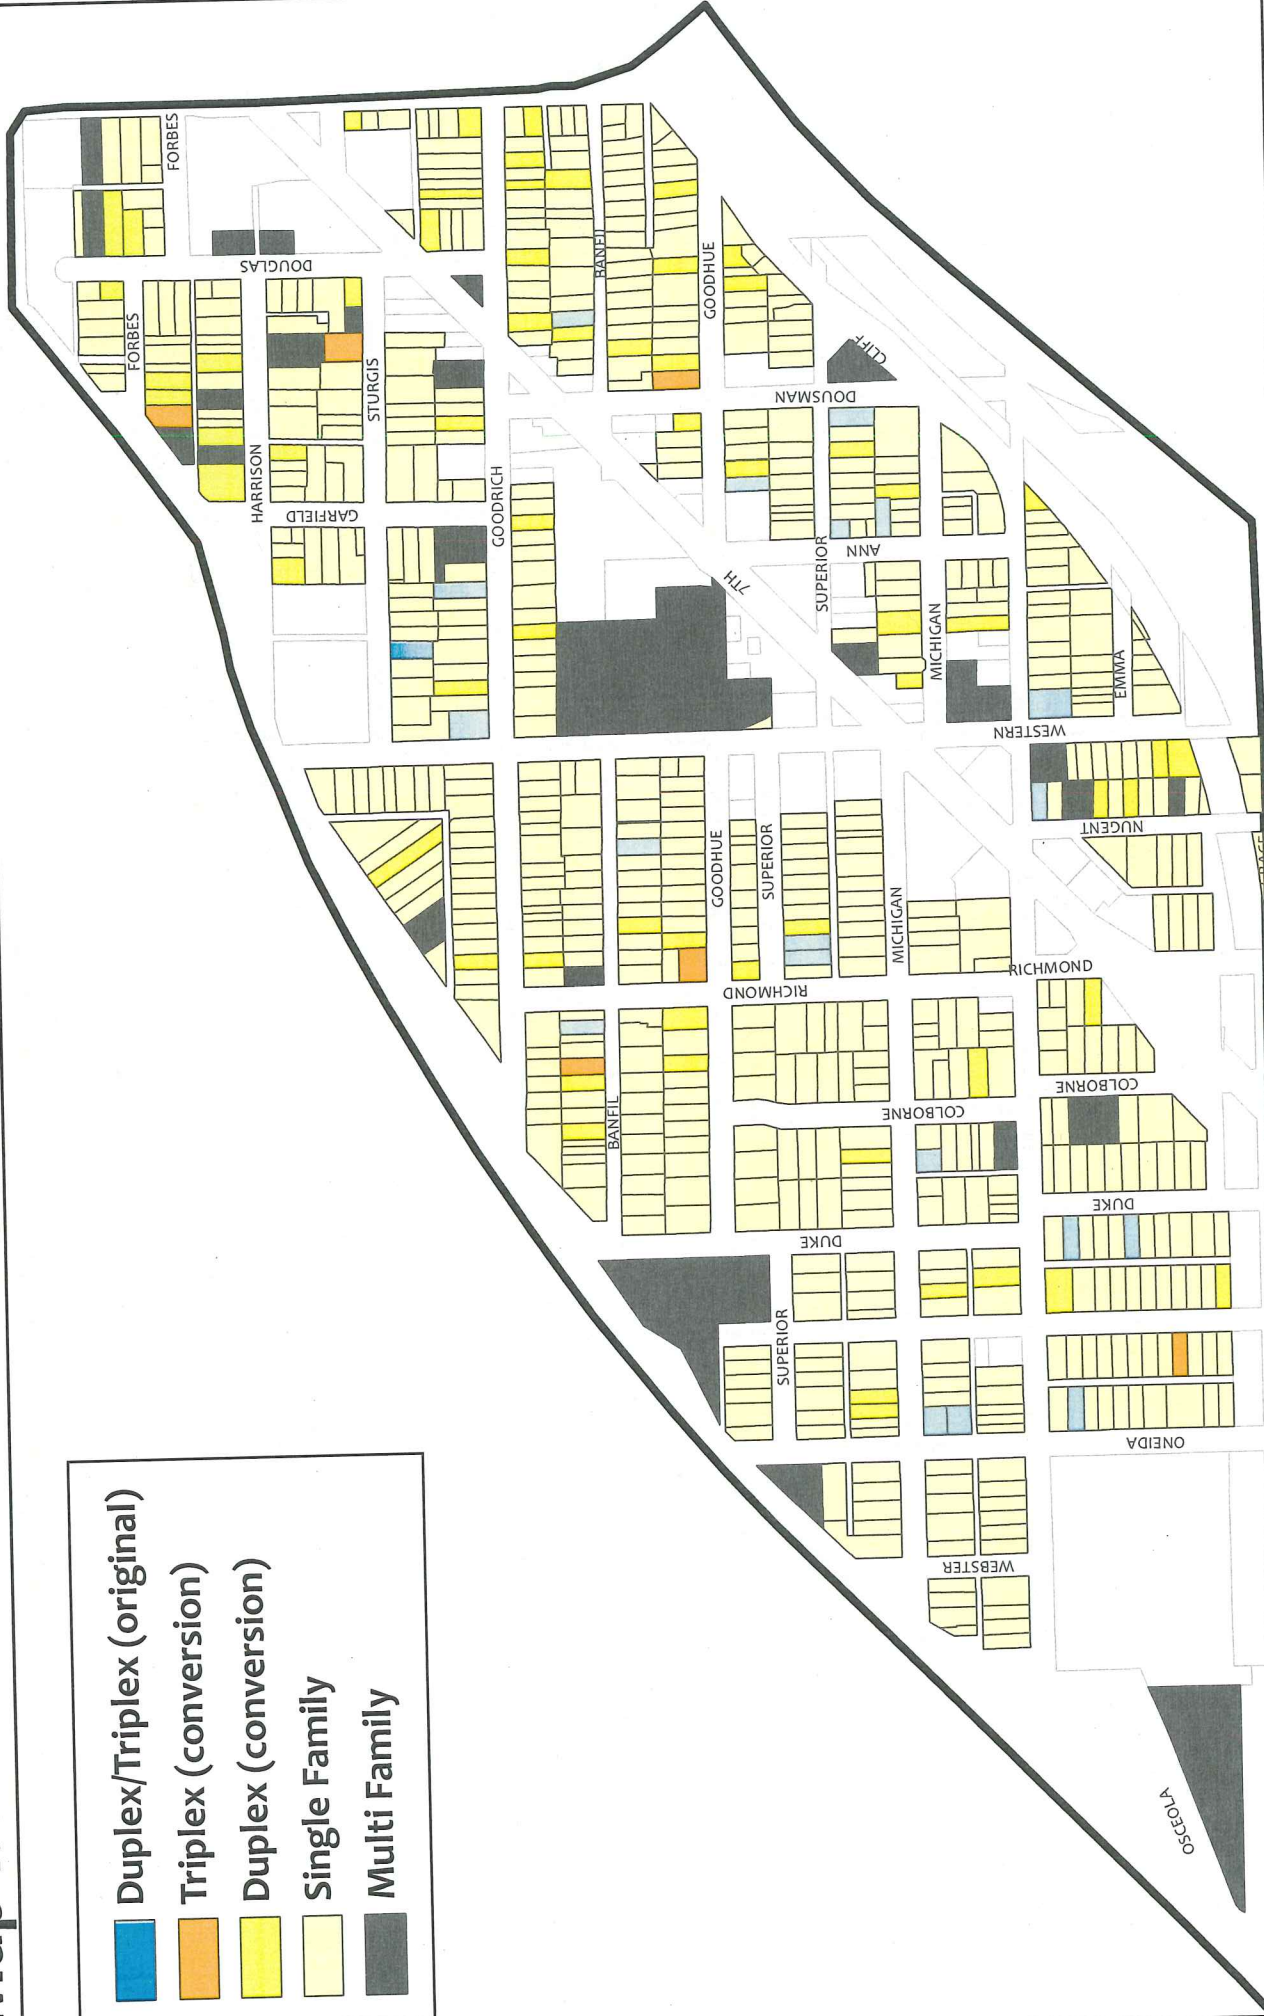 Duplex/Triplex (original)
Triplex (conversion)
Duplex (conversion)
Single Family
Multi Family
FORBES
DOUGLAS
FORBES
HARRISON
STURGIS
GARFIELD
GOODRICH
BANFIL
GOODHUE
CLIFF
DOUSMAN
7TH
SUPERIOR
ANN
MICHIGAN
EMMA
WESTERN
NUGENT
GOODHUE
SUPERIOR
MICHIGAN
RICHMOND
RICHMOND
COLBORNE
COLBORNE
BANFIL
DUKE
DUKE
SUPERIOR
ONEIDA
WEBSTER
OSCEOLA